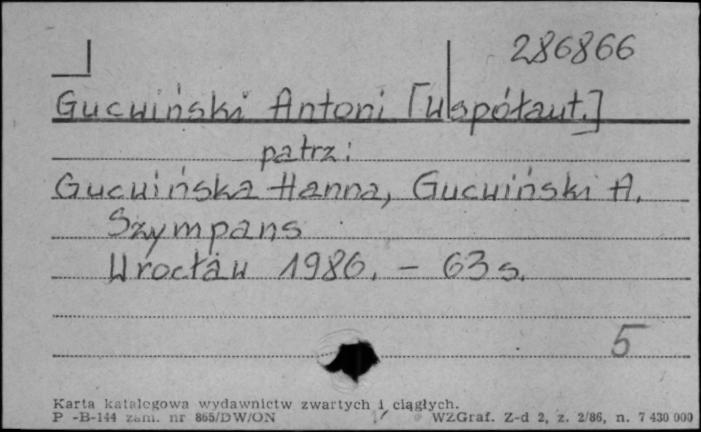 286866
Gucwiński Antoni [współaut.]
patrz:
Gucwińska Hanna, Gucwiński A.
Szympans
Wrocław 1986. – 63 s.
5
Karta katalogowa wydawnictw zwartych i ciągłych.
P -B-144 zam. nr 865/DW/ON WZGraf. Z-d 2, z. 2/86, n. 7 430 000